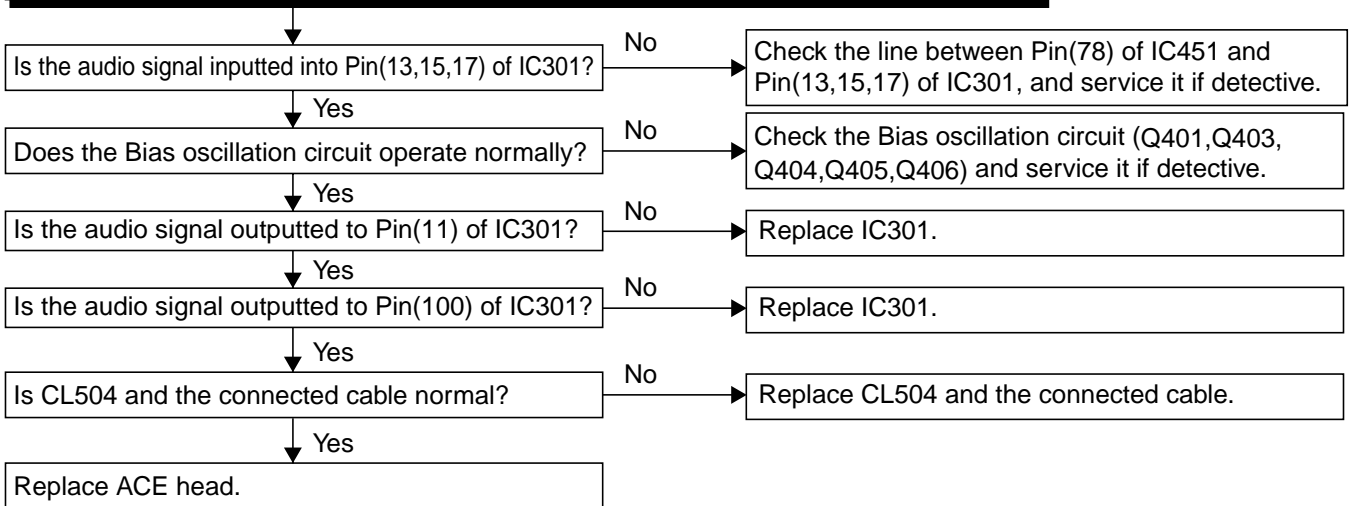 Is the audio signal inputted into Pin(13,15,17) of IC301?
No
Check the line between Pin(78) of IC451 and
Pin(13,15,17) of IC301, and service it if detective.
Yes
Does the Bias oscillation circuit operate normally?
No
Check the Bias oscillation circuit (Q401,Q403,
Q404,Q405,Q406) and service it if detective.
Yes
Is the audio signal outputted to Pin(11) of IC301?
No
Replace IC301.
Yes
Is the audio signal outputted to Pin(100) of IC301?
No
Replace IC301.
Yes
Is CL504 and the connected cable normal?
No
Replace CL504 and the connected cable.
Yes
Replace ACE head.